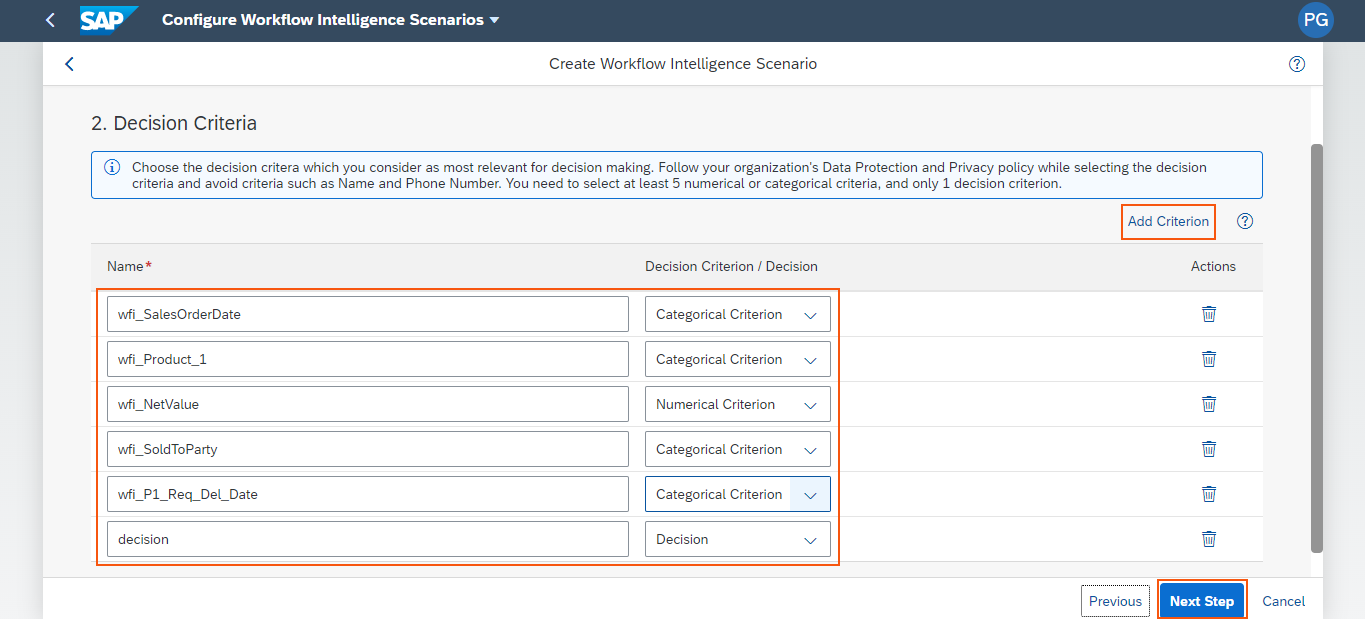 SAP
Configure Workflow Intelligence Scenarios
PG
Create Workflow Intelligence Scenario
2. Decision Criteria
Choose the decision critera which you consider as most relevant for decision making. Follow your organization's Data Protection and Privacy policy while selecting the decision
criteria and avoid criteria such as Name and Phone Number. You need to select at least 5 numerical or categorical criteria, and only 1 decision criterion.
Add Criterion
Name* Decision Criterion / Decision Actions
wfi_SalesOrderDate Categorical Criterion
wfi_Product_1 Categorical Criterion
wfi_NetValue Numerical Criterion
wfi_SoldToParty Categorical Criterion
wfi_P1_Req_Del_Date Categorical Criterion
decision Decision
Previous Next Step Cancel